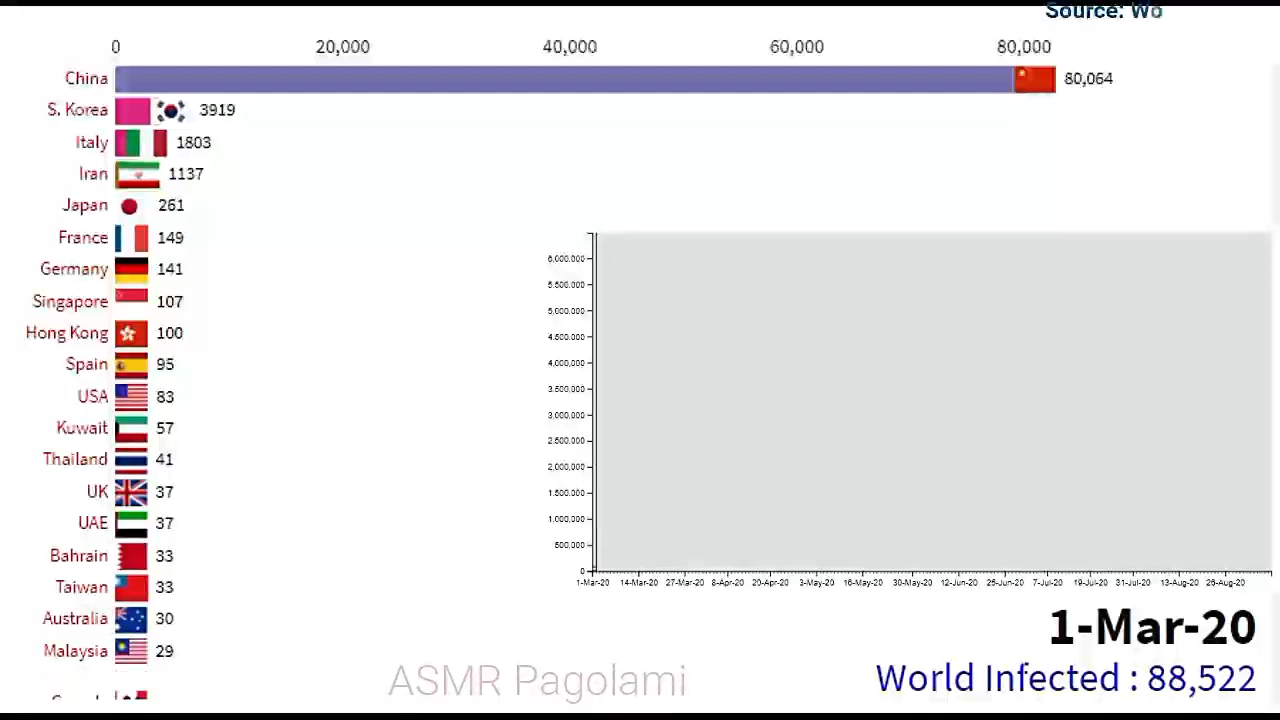 Source: Wo
0 20,000 40,000 60,000 80,000
China 80,064
S. Korea 3919
Italy 1803
Iran 1137
Japan 261
France 149
Germany 141
Singapore 107
Hong Kong 100
Spain 95
USA 83
Kuwait 57
Thailand 41
UK 37
UAE 37
Bahrain 33
Taiwan 33
Australia 30
Malaysia 29
6,000,000
5,500,000
5,000,000
4,500,000
4,000,000
3,500,000
3,000,000
2,500,000
2,000,000
1,500,000
1,000,000
500,000
0
1-Mar-20 14-Mar-20 27-Mar-20 8-Apr-20 20-Apr-20 3-May-20 16-May-20 30-May-20 12-Jun-20 25-Jun-20 7-Jul-20 19-Jul-20 31-Jul-20 13-Aug-20 26-Aug-20
1-Mar-20
World Infected : 88,522
ASMR Pagolami